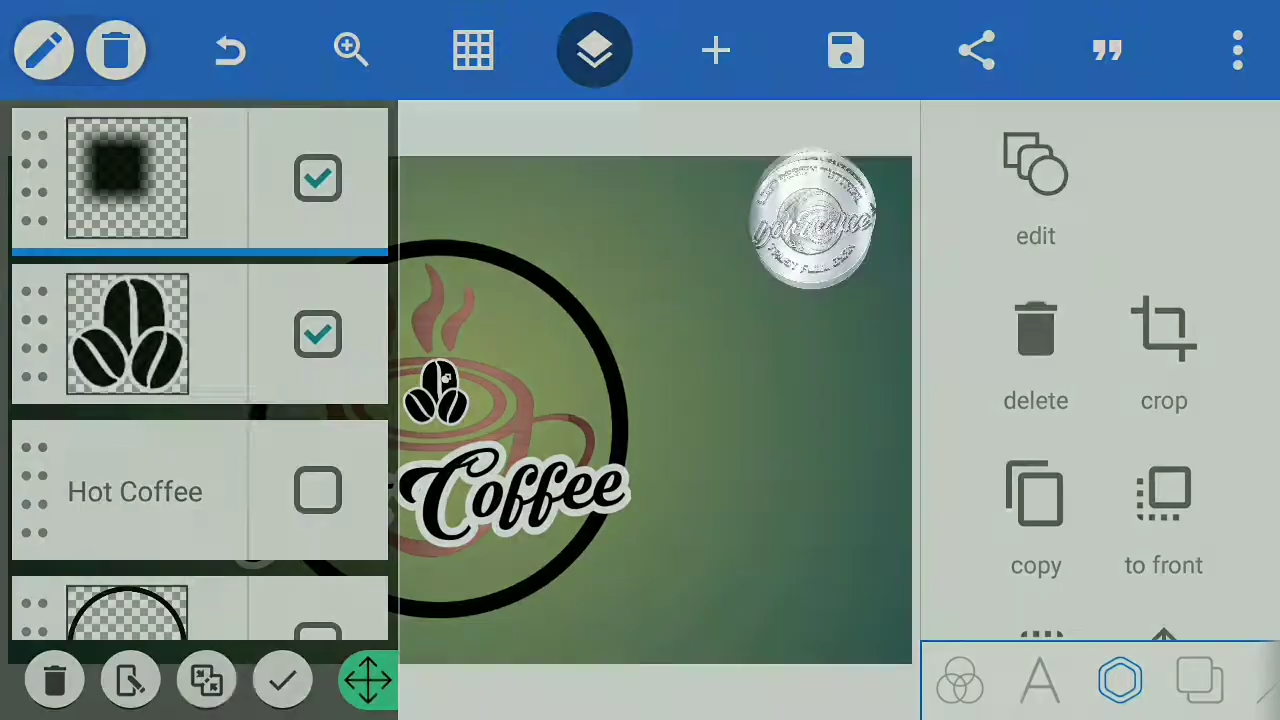 edit
delete
crop
copy
to front
Hot Coffee
Coffee